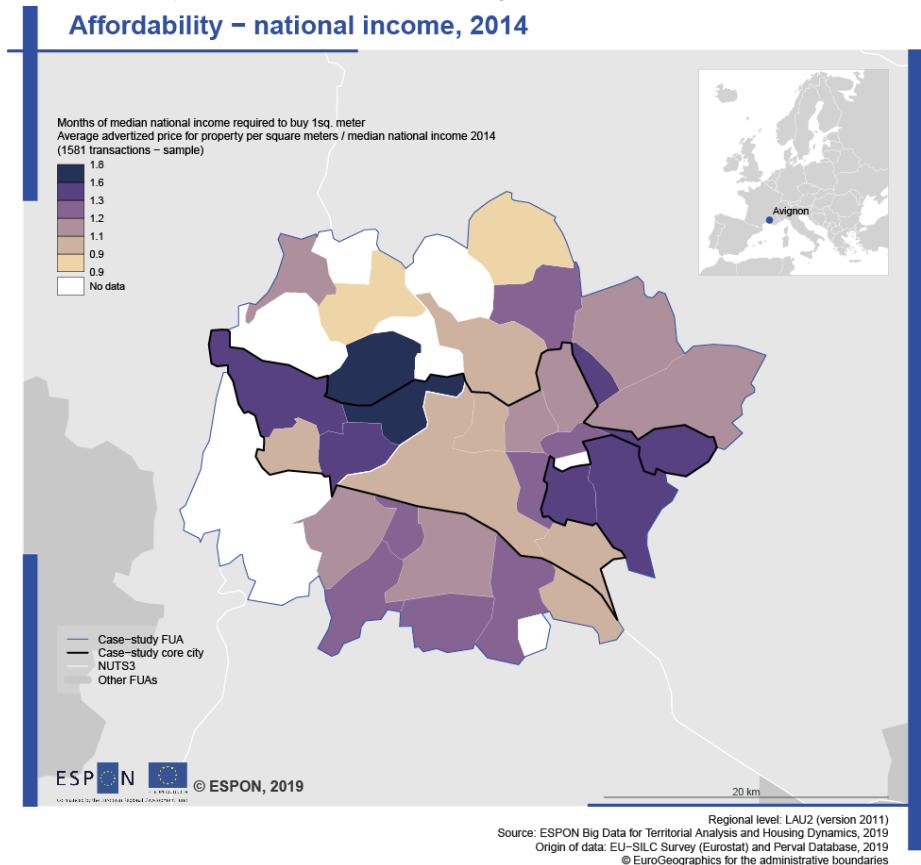 Affordability − national income, 2014
Months of median national income required to buy 1sq. meter
Average advertized price for property per square meters / median national income 2014
(1581 transactions − sample)
1.8
1.6
1.3
1.2
1.1
0.9
0.9
No data
Avignon
Case−study FUA
Case−study core city
NUTS3
Other FUAs
ESPON
© ESPON, 2019
20 km
Regional level: LAU2 (version 2011)
Source: ESPON Big Data for Territorial Analysis and Housing Dynamics, 2019
Origin of data: EU−SILC Survey (Eurostat) and Perval Database, 2019
© EuroGeographics for the administrative boundaries